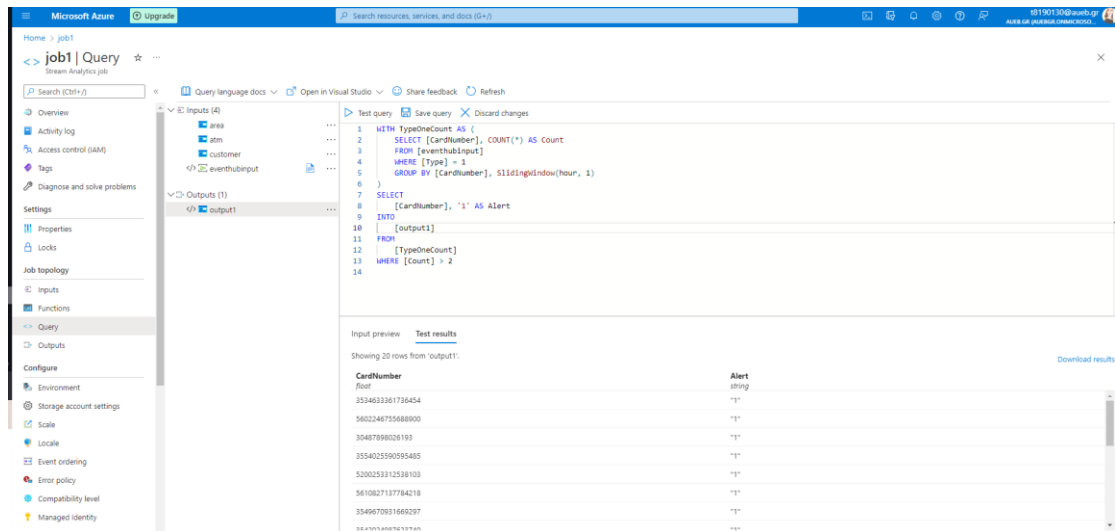 Microsoft Azure
Upgrade
Search resources, services, and docs (G+/)
t8190130@aueb.gr
AUEB.GR (AUEBGR.ONMICROSO...
Home > job1
<> job1 | Query ☆ ...
Stream Analytics job
Search (Ctrl+/)
«
Overview
Activity log
Access control (IAM)
Tags
Diagnose and solve problems
Settings
Properties
Locks
Job topology
Inputs
Functions
<> Query
Outputs
Configure
Environment
Storage account settings
Scale
Locale
Event ordering
Error policy
Compatibility level
Managed Identity
Query language docs
Open in Visual Studio
Share feedback
Refresh
Inputs (4)
area ...
atm ...
customer ...
</> eventhubinput ...
Outputs (1)
</> output1 ...
Test query
Save query
Discard changes
1 WITH TypeOneCount AS (
2 SELECT [CardNumber], COUNT(*) AS Count
3 FROM [eventhubinput]
4 WHERE [Type] = 1
5 GROUP BY [CardNumber], SlidingWindow(hour, 1)
6 )
7 SELECT
8 [CardNumber], '1' AS Alert
9 INTO
10 [output1]
11 FROM
12 [TypeOneCount]
13 WHERE [Count] > 2
14
Input preview
Test results
Showing 20 rows from 'output1'.
Download results
CardNumber Alert
float string
3534633361736454 "1"
5602246755688900 "1"
30487898026193 "1"
3554025590595485 "1"
5200253312538103 "1"
5610827137784218 "1"
3549670931669297 "1"